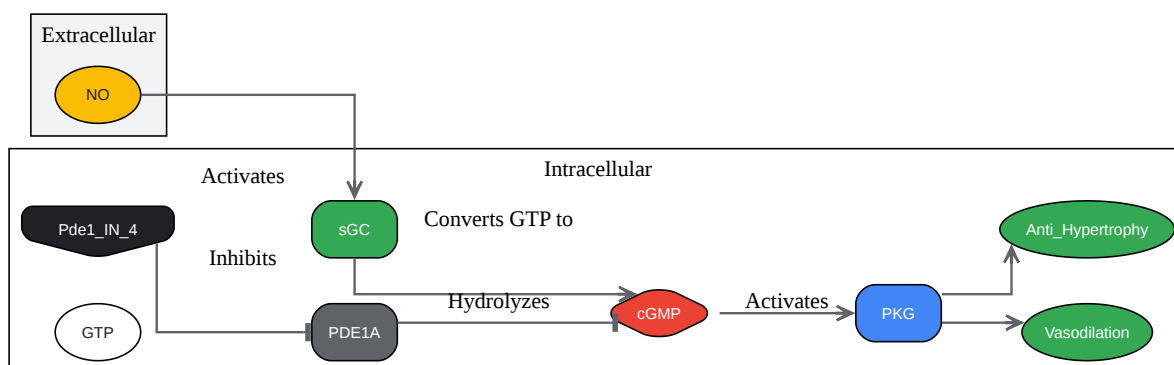 Extracellular
NO
Intracellular
Activates
Pde1_IN_4
sGC
Converts GTP to
Anti_Hypertrophy
Inhibits
Hydrolyzes
Activates
GTP
PDE1A
cGMP
PKG
Vasodilation